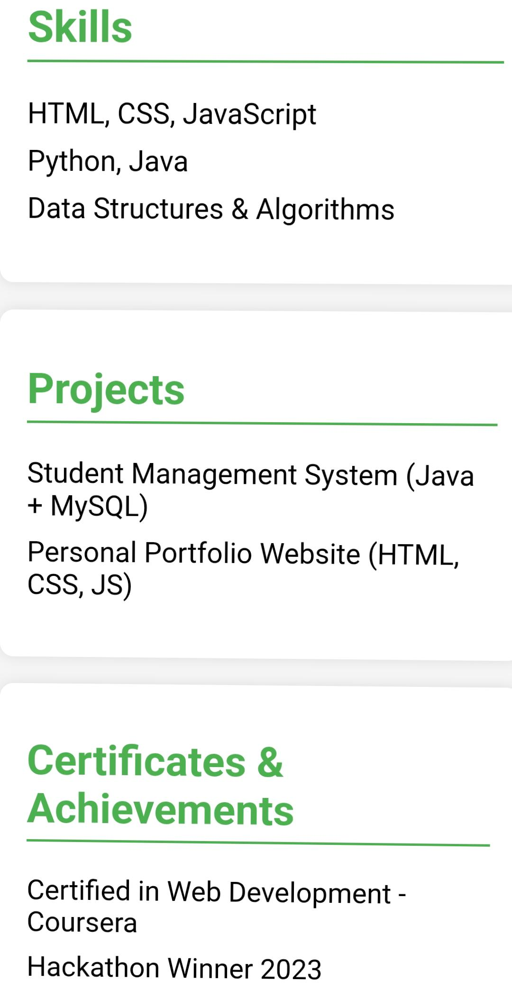 Skills
HTML, CSS, JavaScript
Python, Java
Data Structures & Algorithms
Projects
Student Management System (Java
+ MySQL)
Personal Portfolio Website (HTML,
CSS, JS)
Certificates &
Achievements
Certified in Web Development -
Coursera
Hackathon Winner 2023